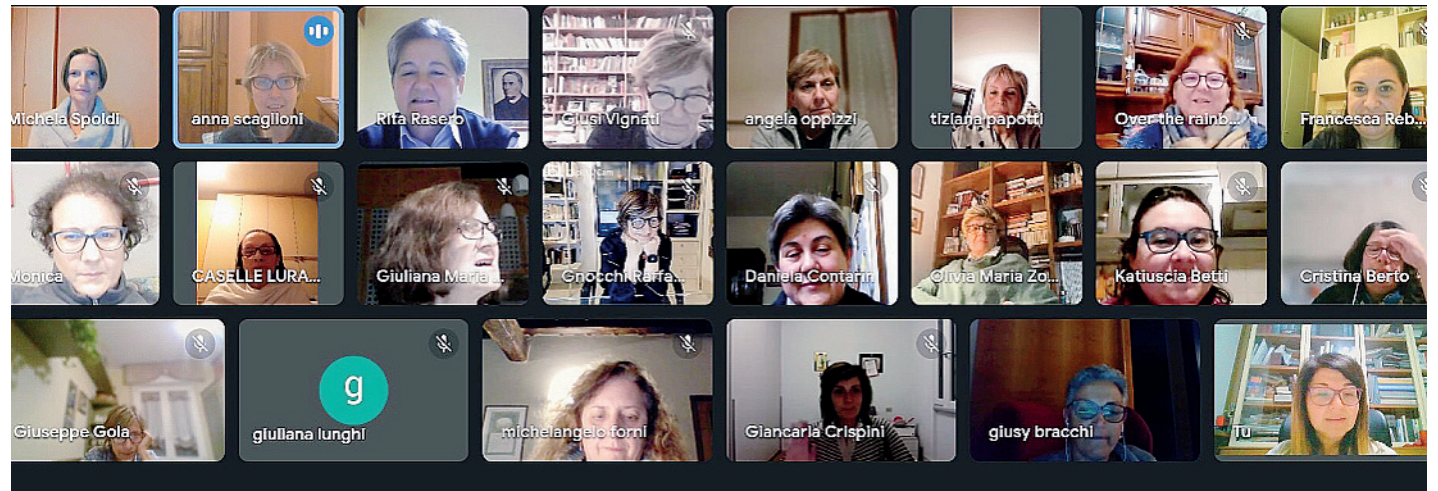 Michela Spoldi
anna scaglioni
Rita Rasero
Giusi Vignati
angela oppizzi
tiziana papotti
Over the rainb...
Francesca Reb...
Monica
CASELLE LURA...
Giuliana Maria
Gnocchi Raffa...
Daniela Contarin
Olivia Maria Zo...
Katiuscia Betti
Cristina Berto
Giuseppe Gola
g
giuliana lunghi
michelangelo forni
Giancarla Crispini
giusy bracchi
Tu